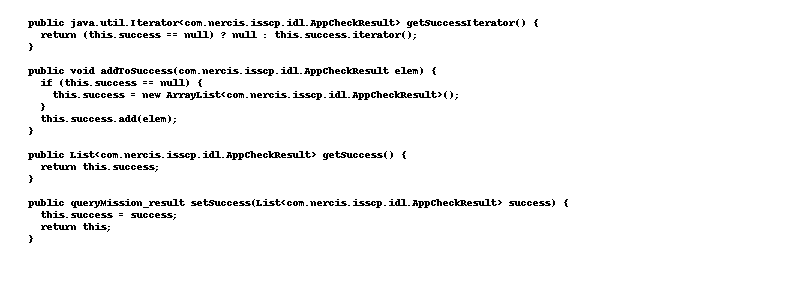 public java.util.Iterator<com.nercis.isscp.idl.AppCheckResult> getSuccessIterator() {
return (this.success == null) ? null : this.success.iterator();
}
public void addToSuccess(com.nercis.isscp.idl.AppCheckResult elem) {
if (this.success == null) {
this.success = new ArrayList<com.nercis.isscp.idl.AppCheckResult>();
}
this.success.add(elem);
}
public List<com.nercis.isscp.idl.AppCheckResult> getSuccess() {
return this.success;
}
public queryMission_result setSuccess(List<com.nercis.isscp.idl.AppCheckResult> success) {
this.success = success;
return this;
}